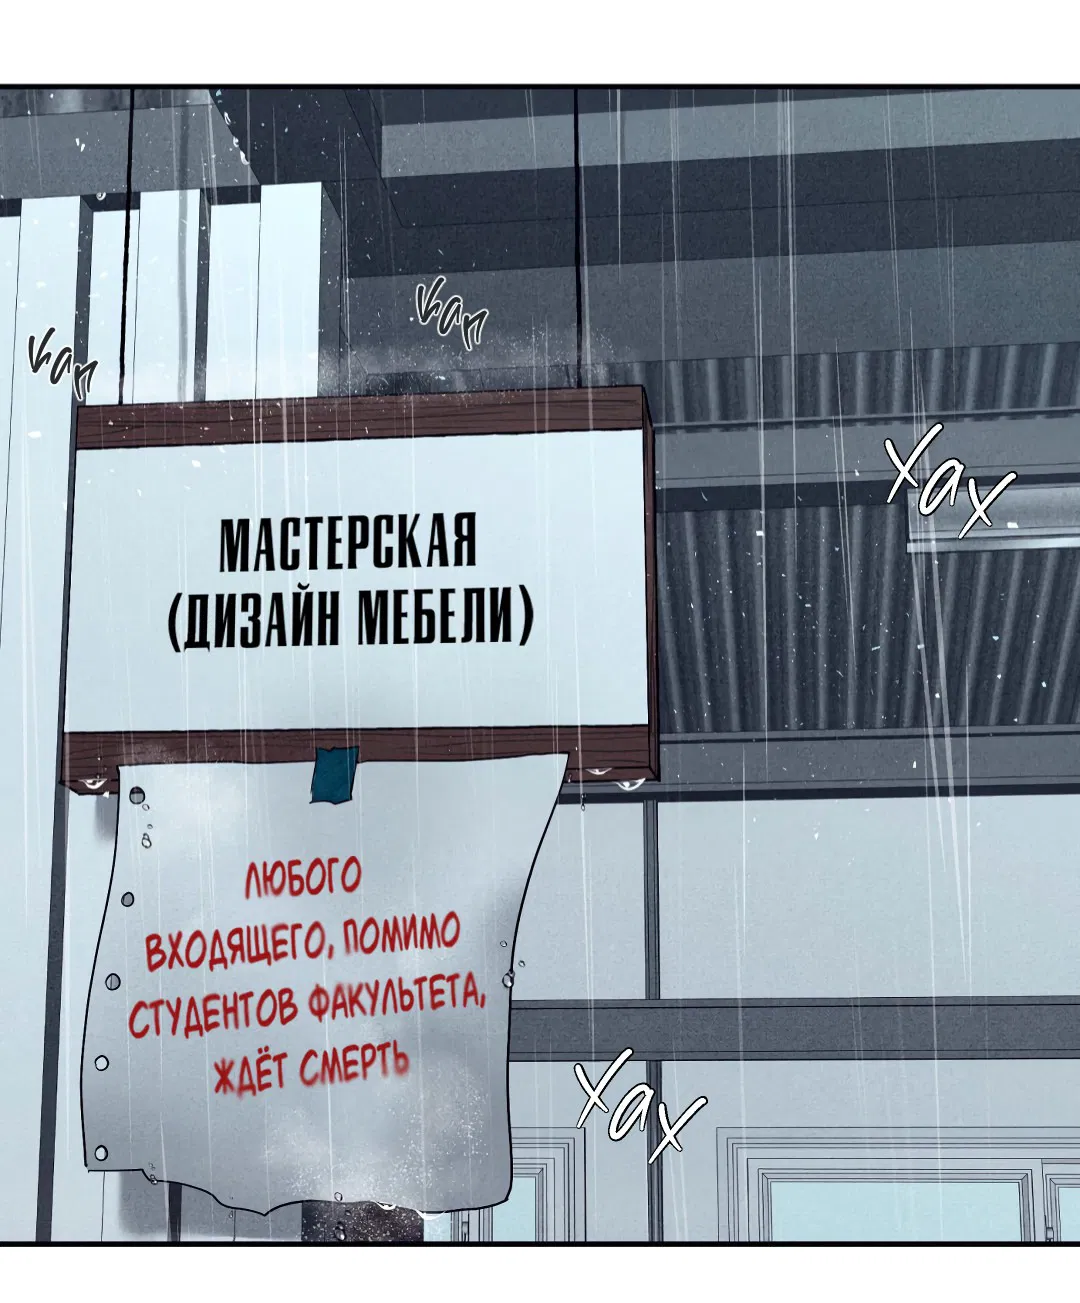 кап
кап
хах
МАСТЕРСКАЯ
(ДИЗАЙН МЕБЕЛИ)
ЛЮБОГО
ВХОДЯЩЕГО, ПОМИМО
СТУДЕНТОВ ФАКУЛЬТЕТА,
ЖДЁТ СМЕРТЬ
хах